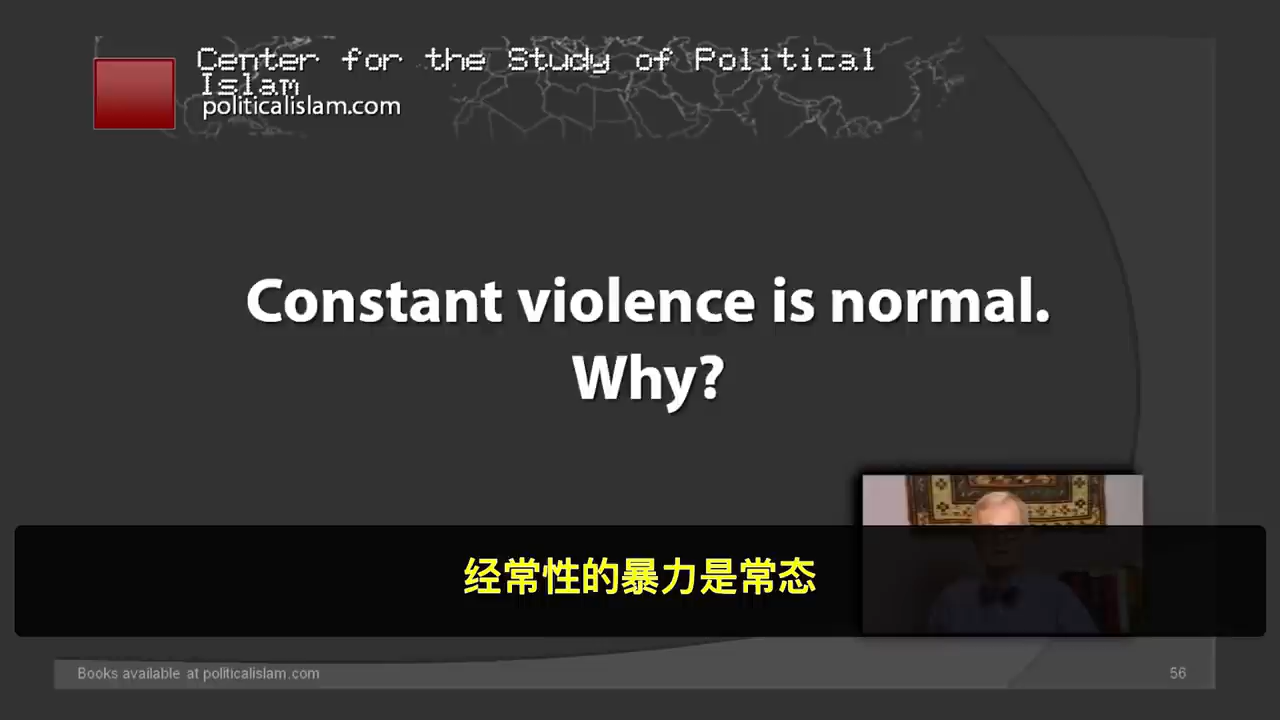 Center for the Study of Political
Islam
politicalislam.com
Constant violence is normal.
Why?
经常性的暴力是常态
Books available at politicalislam.com
56